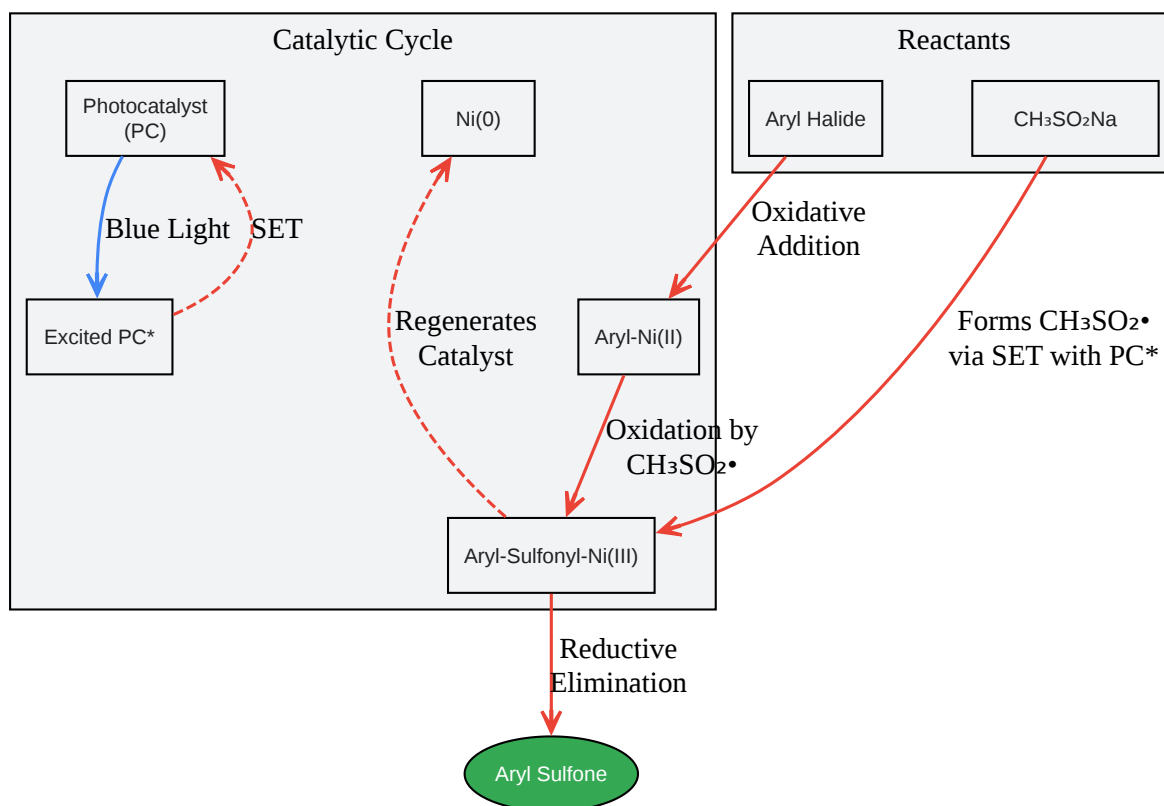 Catalytic Cycle
Reactants
Photocatalyst
(PC)
Ni(0)
Aryl Halide
CH₃SO₂Na
Blue Light
SET
Oxidative
Addition
Excited PC*
Regenerates
Catalyst
Aryl-Ni(II)
Forms CH₃SO₂•
via SET with PC*
Oxidation by
CH₃SO₂•
Aryl-Sulfonyl-Ni(III)
Reductive
Elimination
Aryl Sulfone